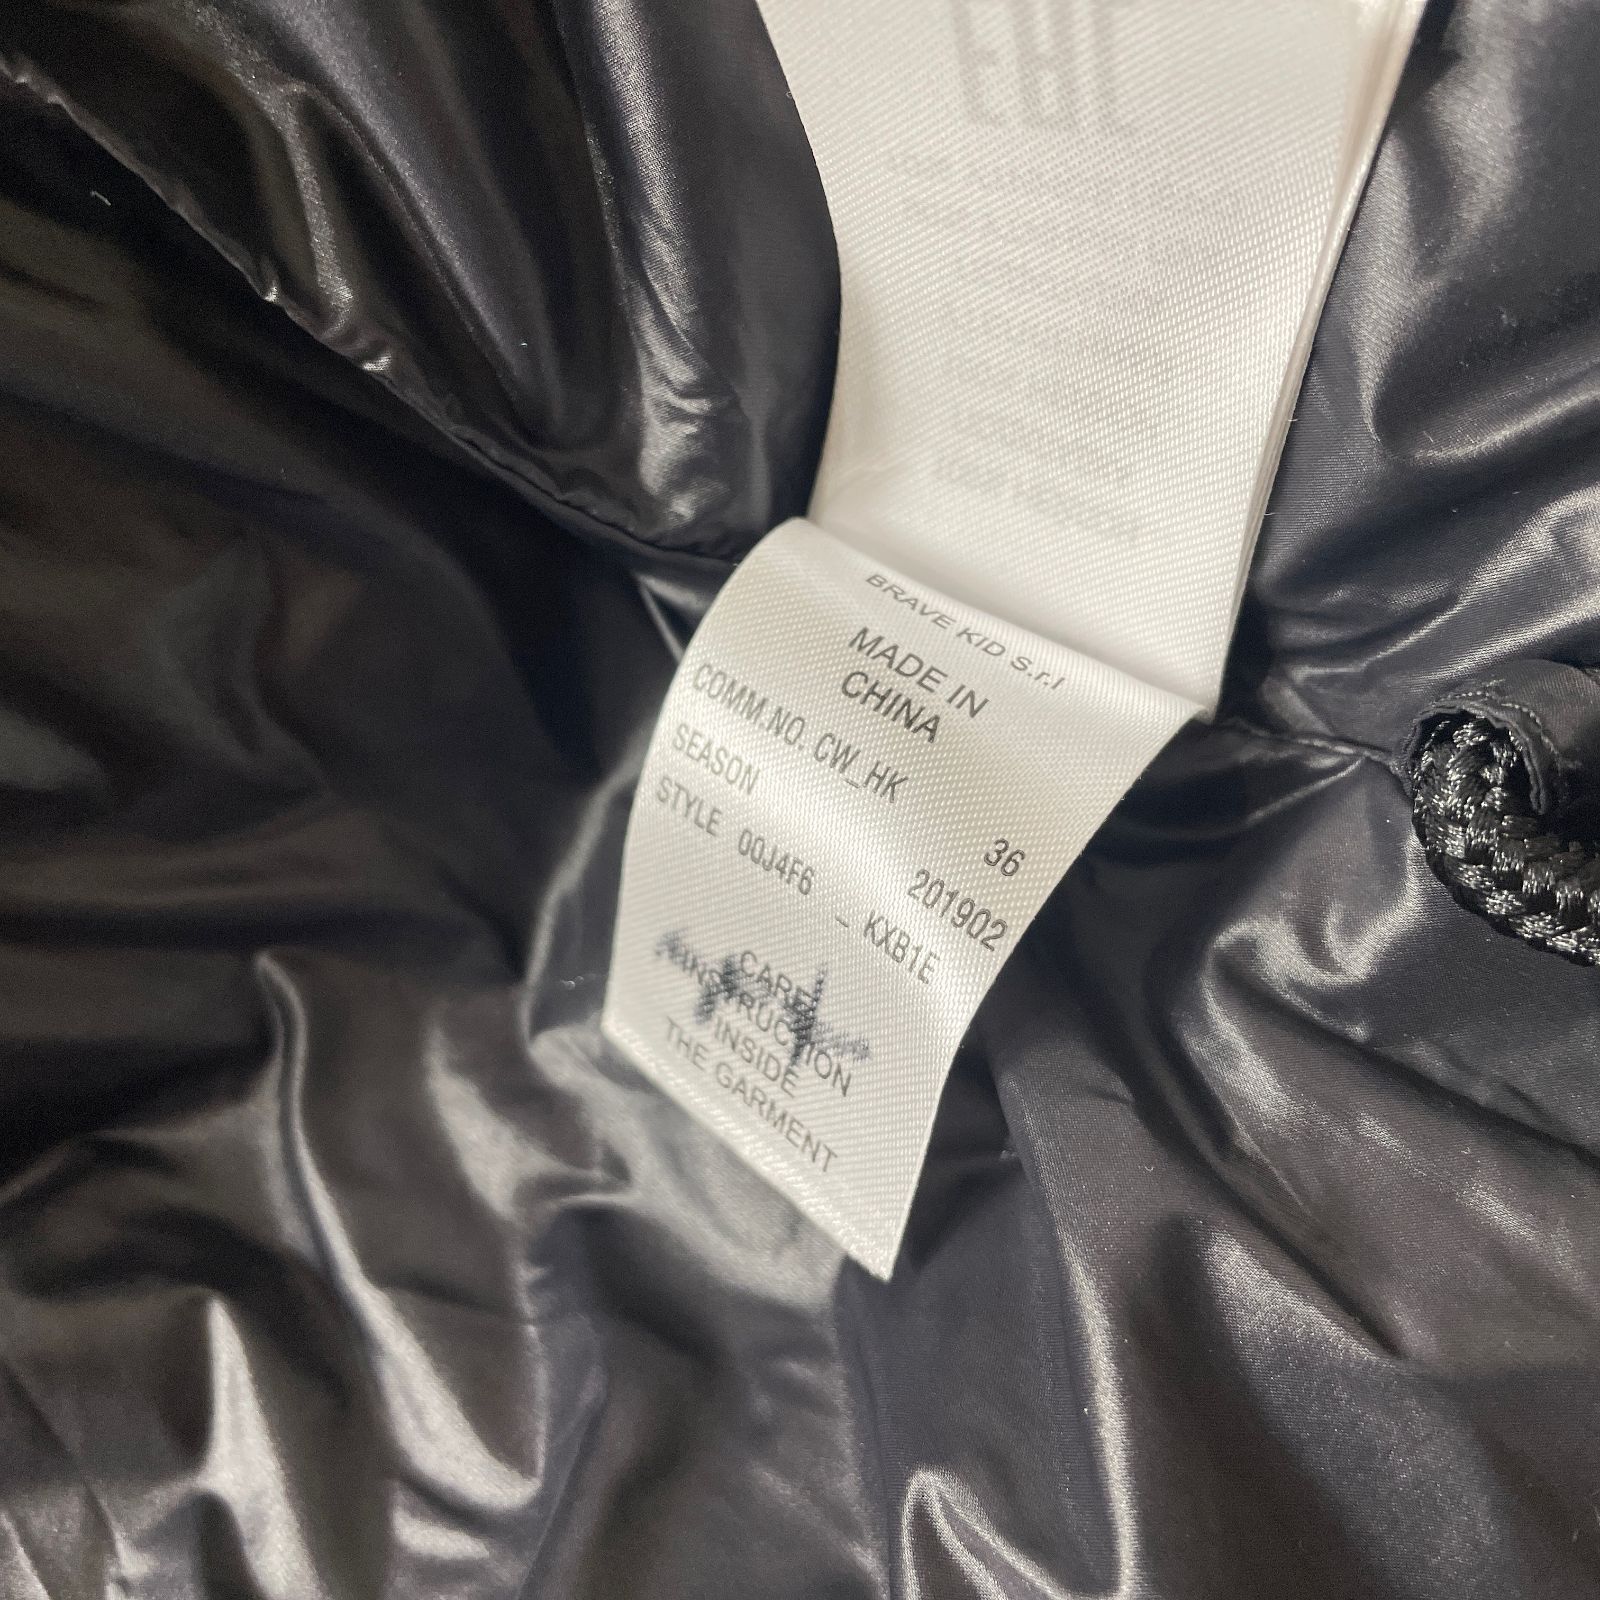 BRAVE KID S.r.l
MADE IN
CHINA
COMM.NO. CW_HK 36
SEASON 201902
STYLE 00J4F6 _ KXB1E
CARE
INSTRUCTION
INSIDE
THE GARMENT